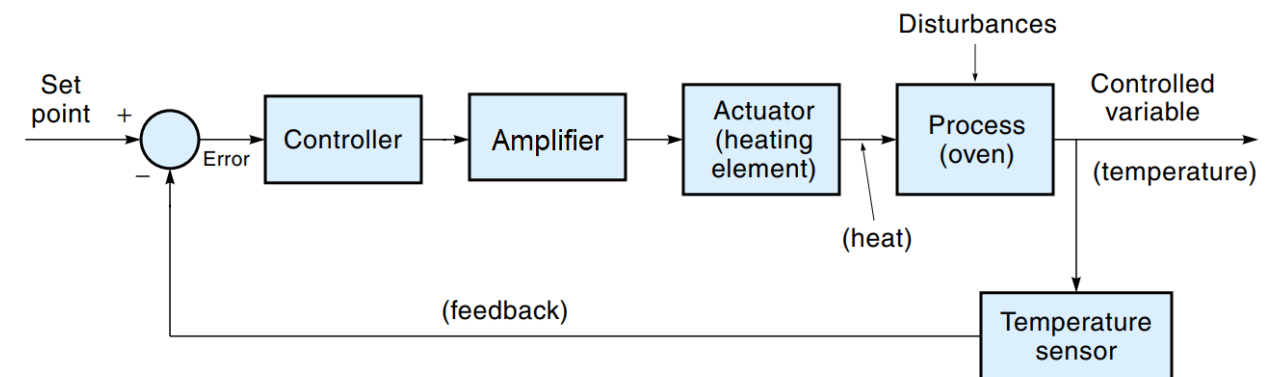 Disturbances
Set
point
+
Error
−
Controller
Amplifier
Actuator
(heating
element)
(heat)
Process
(oven)
Controlled
variable
(temperature)
(feedback)
Temperature
sensor